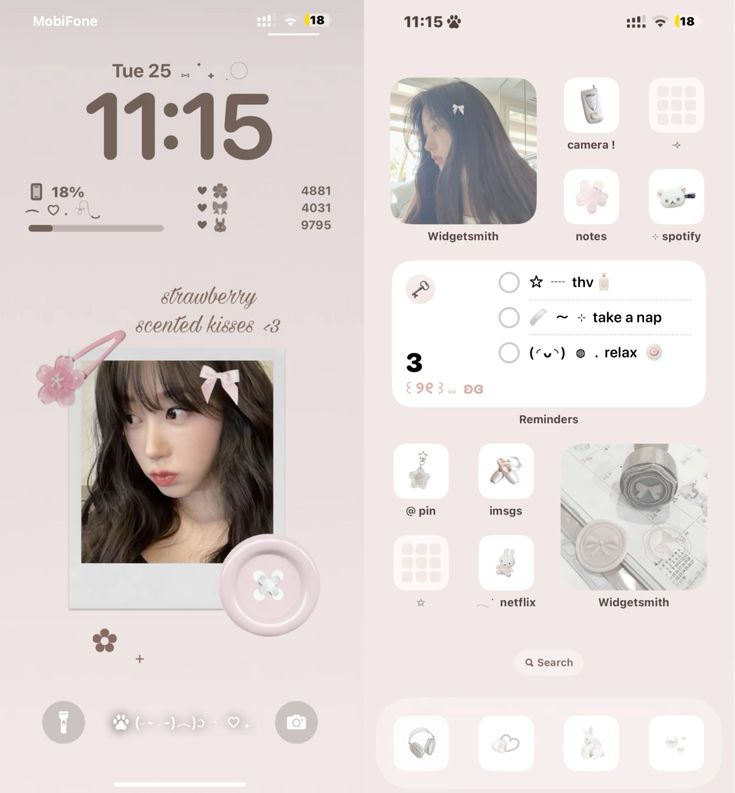 MobiFone
18
Tue 25
11:15
18%
4881
4031
9795
strawberry
scented kisses <3
11:15
18
Widgetsmith
camera !
notes
spotify
thv
~ take a nap
. relax
3
Reminders
@ pin
imsgs
netflix
Widgetsmith
Search